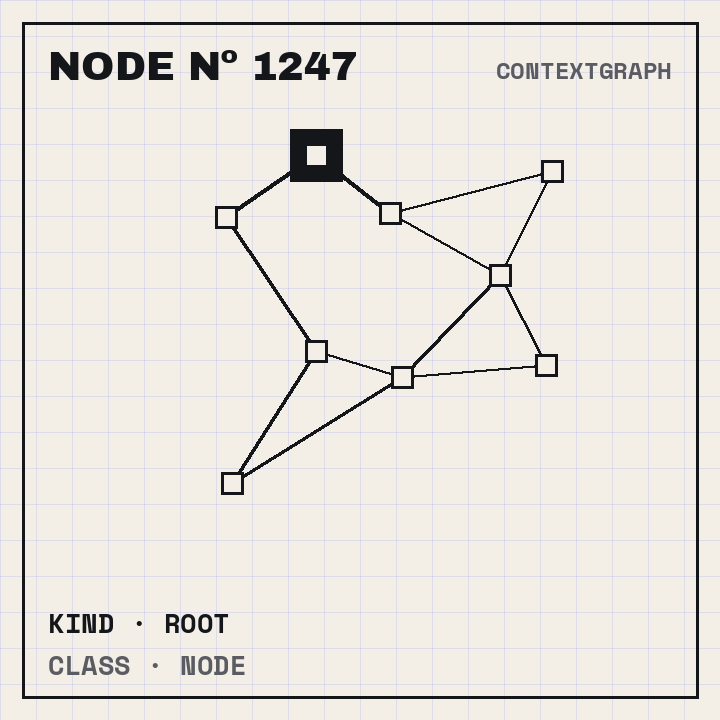 NODE Nº 1247
CONTEXTGRAPH
KIND · ROOT
CLASS · NODE